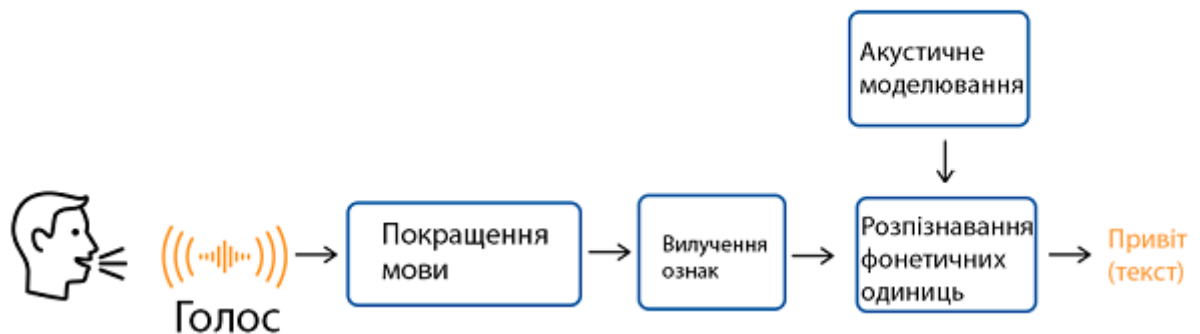 Акустичне
моделювання
Голос
Покращення
мови
Вилучення
ознак
Розпізнавання
фонетичних
одиниць
Привіт
(текст)